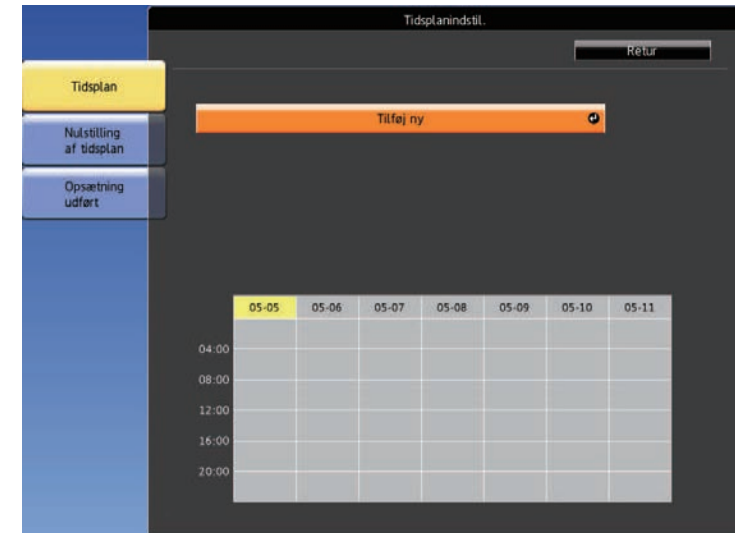 Tidsplanindstil.
Retur
Tidsplan
Tilføj ny
Nulstilling
af tidsplan
Opsætning
udført
05-05 05-06 05-07 05-08 05-09 05-10 05-11
04:00
08:00
12:00
16:00
20:00